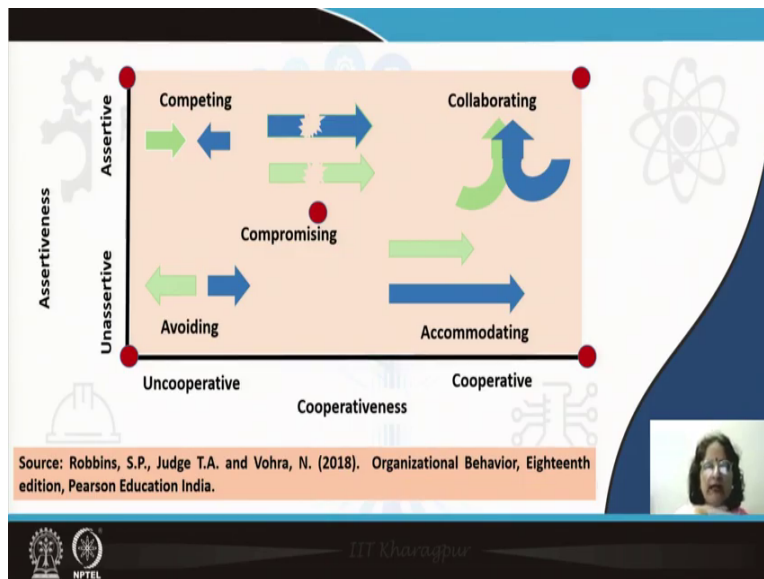 Competing
Collaborating
Assertive
Compromising
Assertiveness
Unassertive
Avoiding
Accommodating
Uncooperative
Cooperative
Cooperativeness
Source: Robbins, S.P., Judge T.A. and Vohra, N. (2018). Organizational Behavior, Eighteenth
edition, Pearson Education India.
IIT Kharagpur
NPTEL